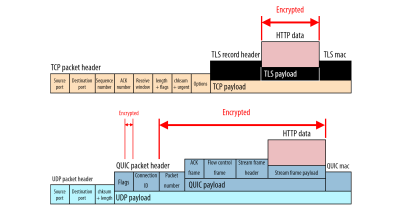 Encrypted
HTTP data
TLS record header
TLS mac
TCP packet header
TLS payload
Source port
Destination port
Sequence number
ACK number
Receive window
length + flags
chksum + urgent
Options
TCP payload
Encrypted
Encrypted
HTTP data
QUIC packet header
ACK frame
Flow control frame
Stream frame header
Stream frame payload
QUIC mac
Flags
Connection ID
Packet number
QUIC payload
UDP packet header
Source port
Destination port
chksum + length
UDP payload